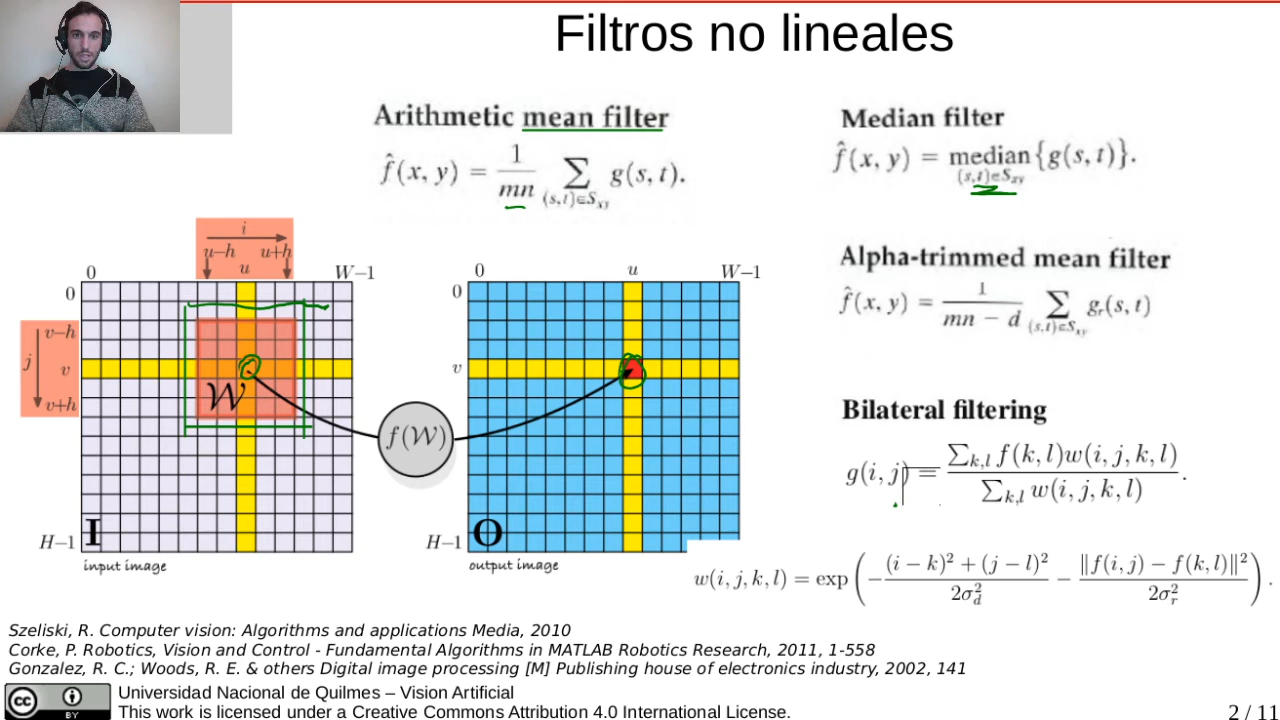 Filtros no lineales
Arithmetic mean filter
f̂(x, y) = 1/mn ∑_{(s,t)∈S_xy} g(s, t).
Median filter
f̂(x, y) = median_{(s,t)∈S_xy} {g(s, t)}.
Alpha-trimmed mean filter
f̂(x, y) = 1/(mn − d) ∑_{(s,t)∈S_xy} g_r(s, t)
Bilateral filtering
g(i, j) = ∑_{k,l} f(k, l)w(i, j, k, l) / ∑_{k,l} w(i, j, k, l).
w(i, j, k, l) = exp(−((i − k)² + (j − l)²)/2σ_d² − ‖f(i, j) − f(k, l)‖²/2σ_r²).
i
u−h u+h
0 u W−1
0
j
v−h
v
v+h
W
H−1
I
input image
f(W)
0 u W−1
0
v
H−1
O
output image
Szeliski, R. Computer vision: Algorithms and applications Media, 2010
Corke, P. Robotics, Vision and Control - Fundamental Algorithms in MATLAB Robotics Research, 2011, 1-558
Gonzalez, R. C.; Woods, R. E. & others Digital image processing [M] Publishing house of electronics industry, 2002, 141
cc
BY
Universidad Nacional de Quilmes – Vision Artificial
This work is licensed under a Creative Commons Attribution 4.0 International License.
2 / 11